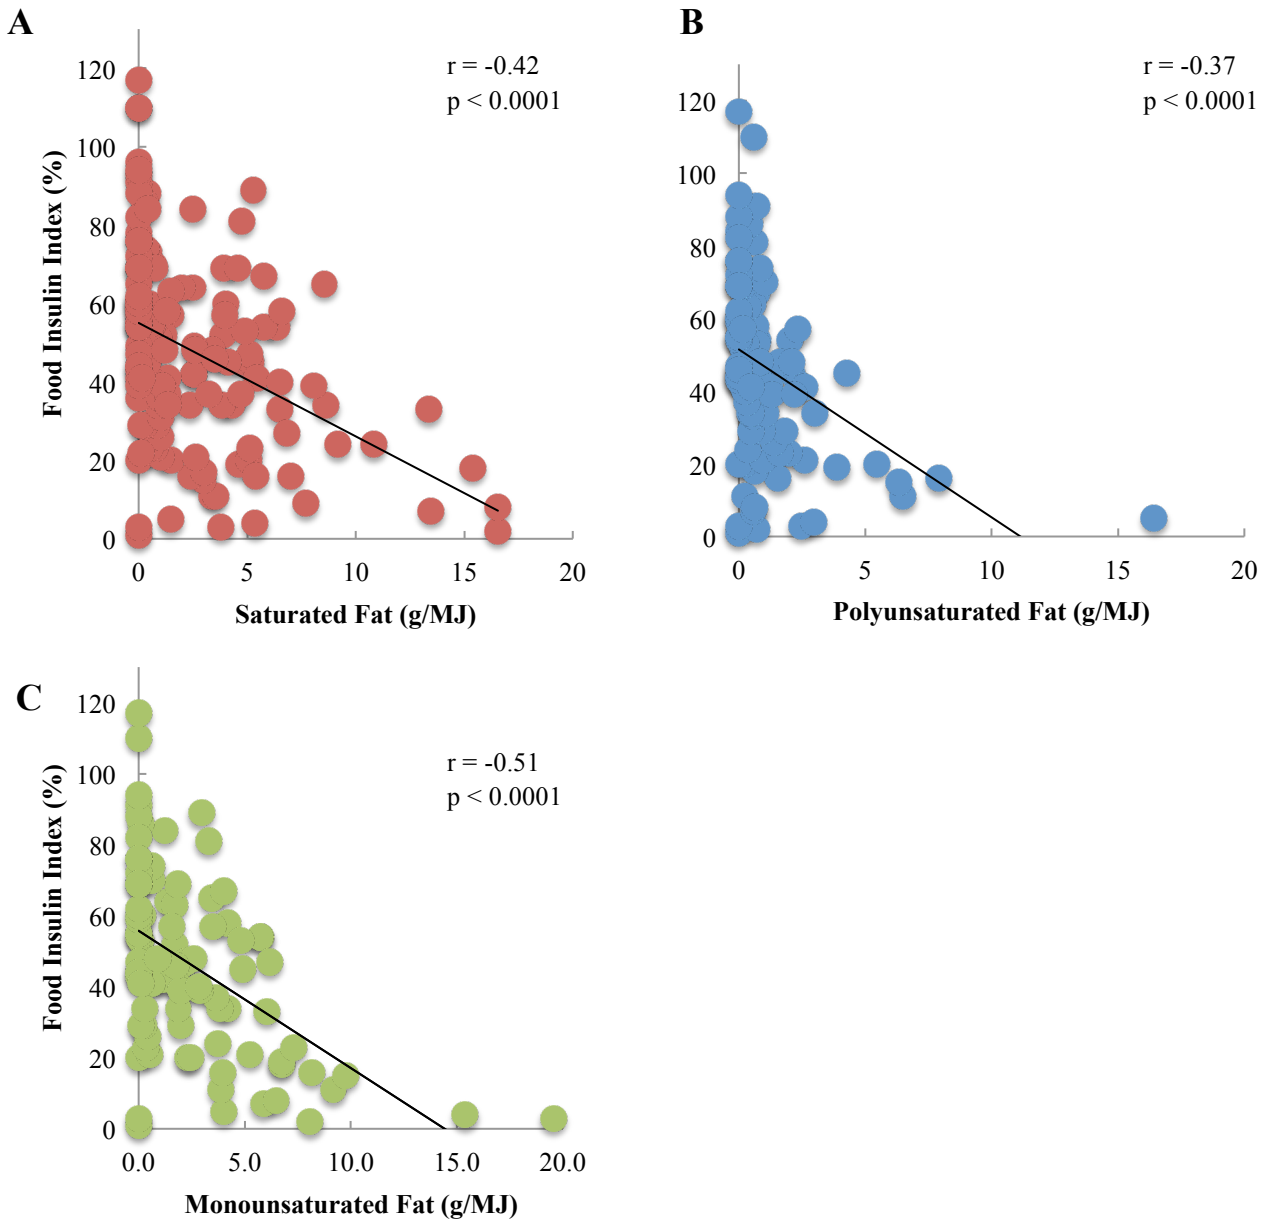 A
r = -0.42
p < 0.0001
Food Insulin Index (%)
120
100
80
60
40
20
0
0 5 10 15 20
Saturated Fat (g/MJ)
B
r = -0.37
p < 0.0001
Food Insulin Index (%)
120
100
80
60
40
20
0
0 5 10 15 20
Polyunsaturated Fat (g/MJ)
C
r = -0.51
p < 0.0001
Food Insulin Index (%)
120
100
80
60
40
20
0
0.0 5.0 10.0 15.0 20.0
Monounsaturated Fat (g/MJ)